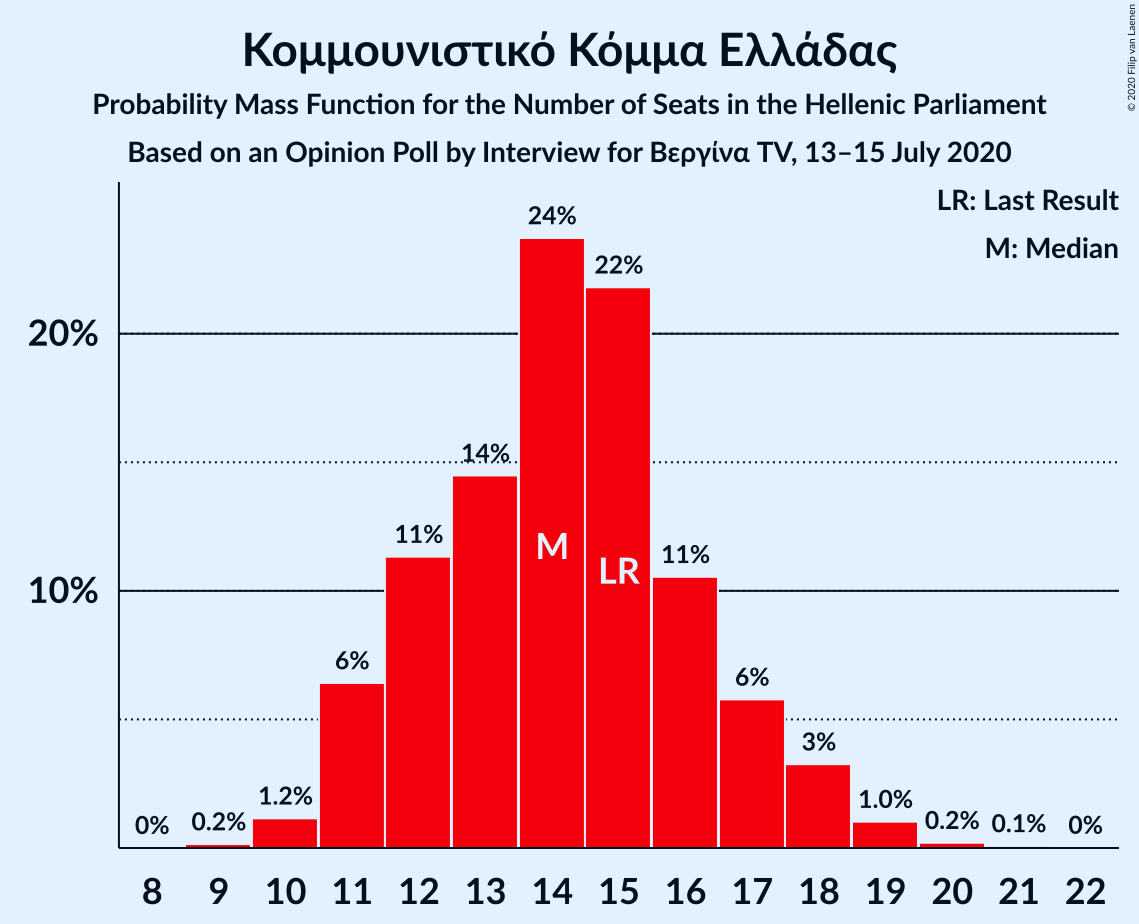 Κομμουνιστικό Κόμμα Ελλάδας
Probability Mass Function for the Number of Seats in the Hellenic Parliament
Based on an Opinion Poll by Interview for Βεργίνα TV, 13–15 July 2020
© 2020 Filip van Laenen
LR: Last Result
M: Median
20%
10%
0%
0.2%
1.2%
6%
11%
14%
24%
22%
11%
6%
3%
1.0%
0.2%
0.1%
0%
M
LR
8 9 10 11 12 13 14 15 16 17 18 19 20 21 22